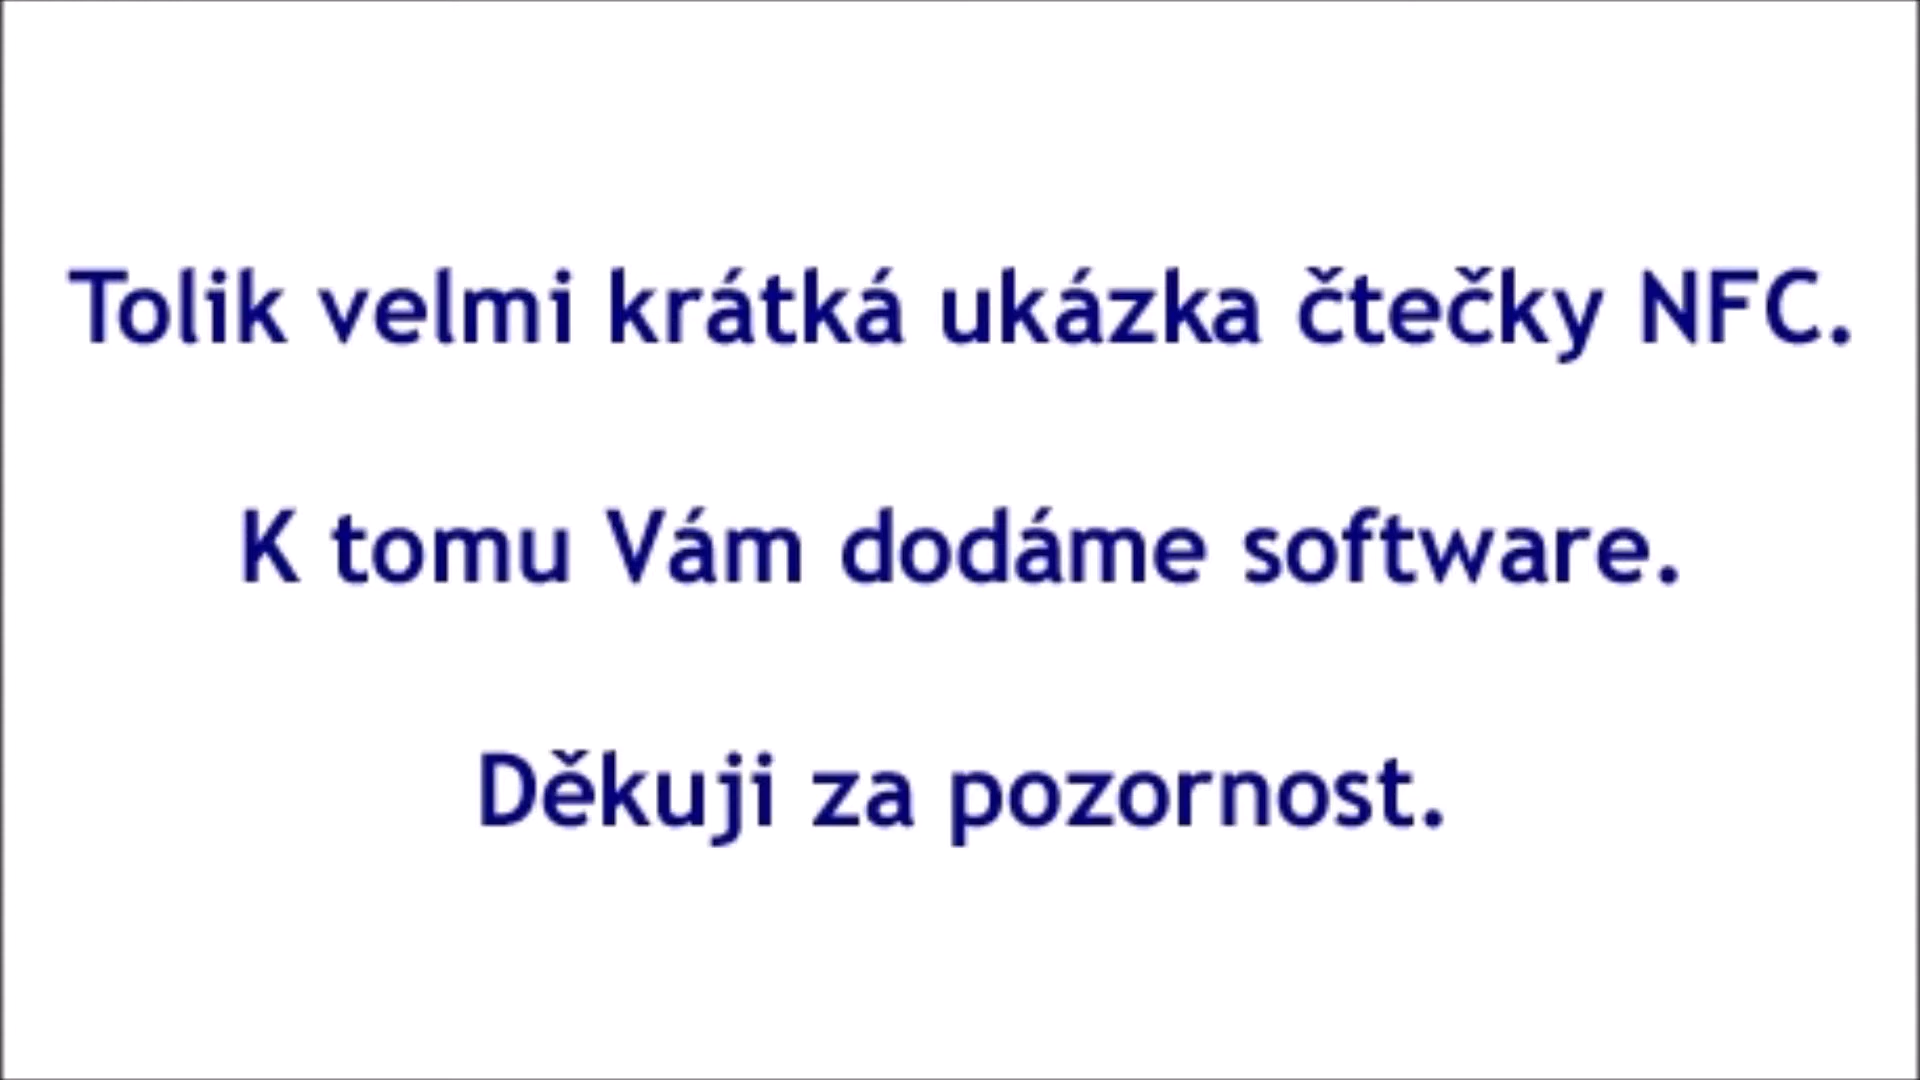 Tolik velmi krátká ukázka čtečky NFC.
K tomu Vám dodáme software.
Děkuji za pozornost.